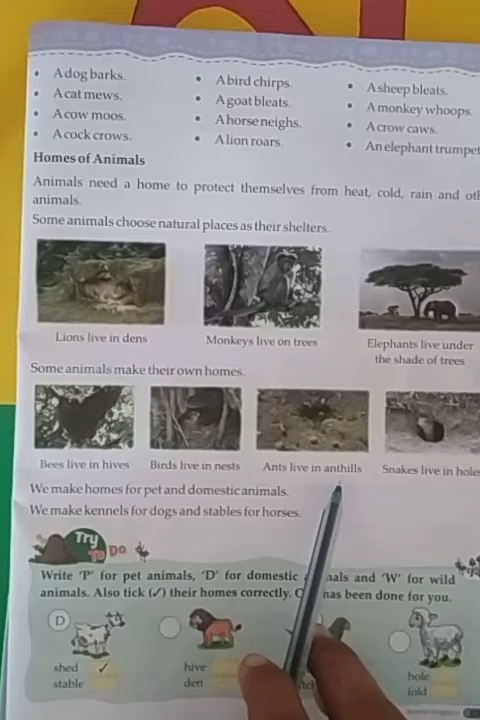 • A dog barks.
• A cat mews.
• A cow moos.
• A cock crows.
• A bird chirps.
• A goat bleats.
• A horse neighs.
• A lion roars.
• A sheep bleats.
• A monkey whoops.
• A crow caws.
• An elephant trumpet
Homes of Animals
Animals need a home to protect themselves from heat, cold, rain and
animals.
Some animals choose natural places as their shelters.
Lions live in dens
Monkeys live on trees
Elephants live under
the shade of trees
Some animals make their own homes.
Bees live in hives
Birds live in nests
Ants live in anthills
Snakes live in hole
We make homes for pet and domestic animals.
We make kennels for dogs and stables for horses.
Try
To Do
Write 'P' for pet animals, 'D' for domestic and 'W' for wild
animals. Also tick (✓) their homes correctly. has been done for you.
D
shed ✓
stable
hive
den
hole
fold